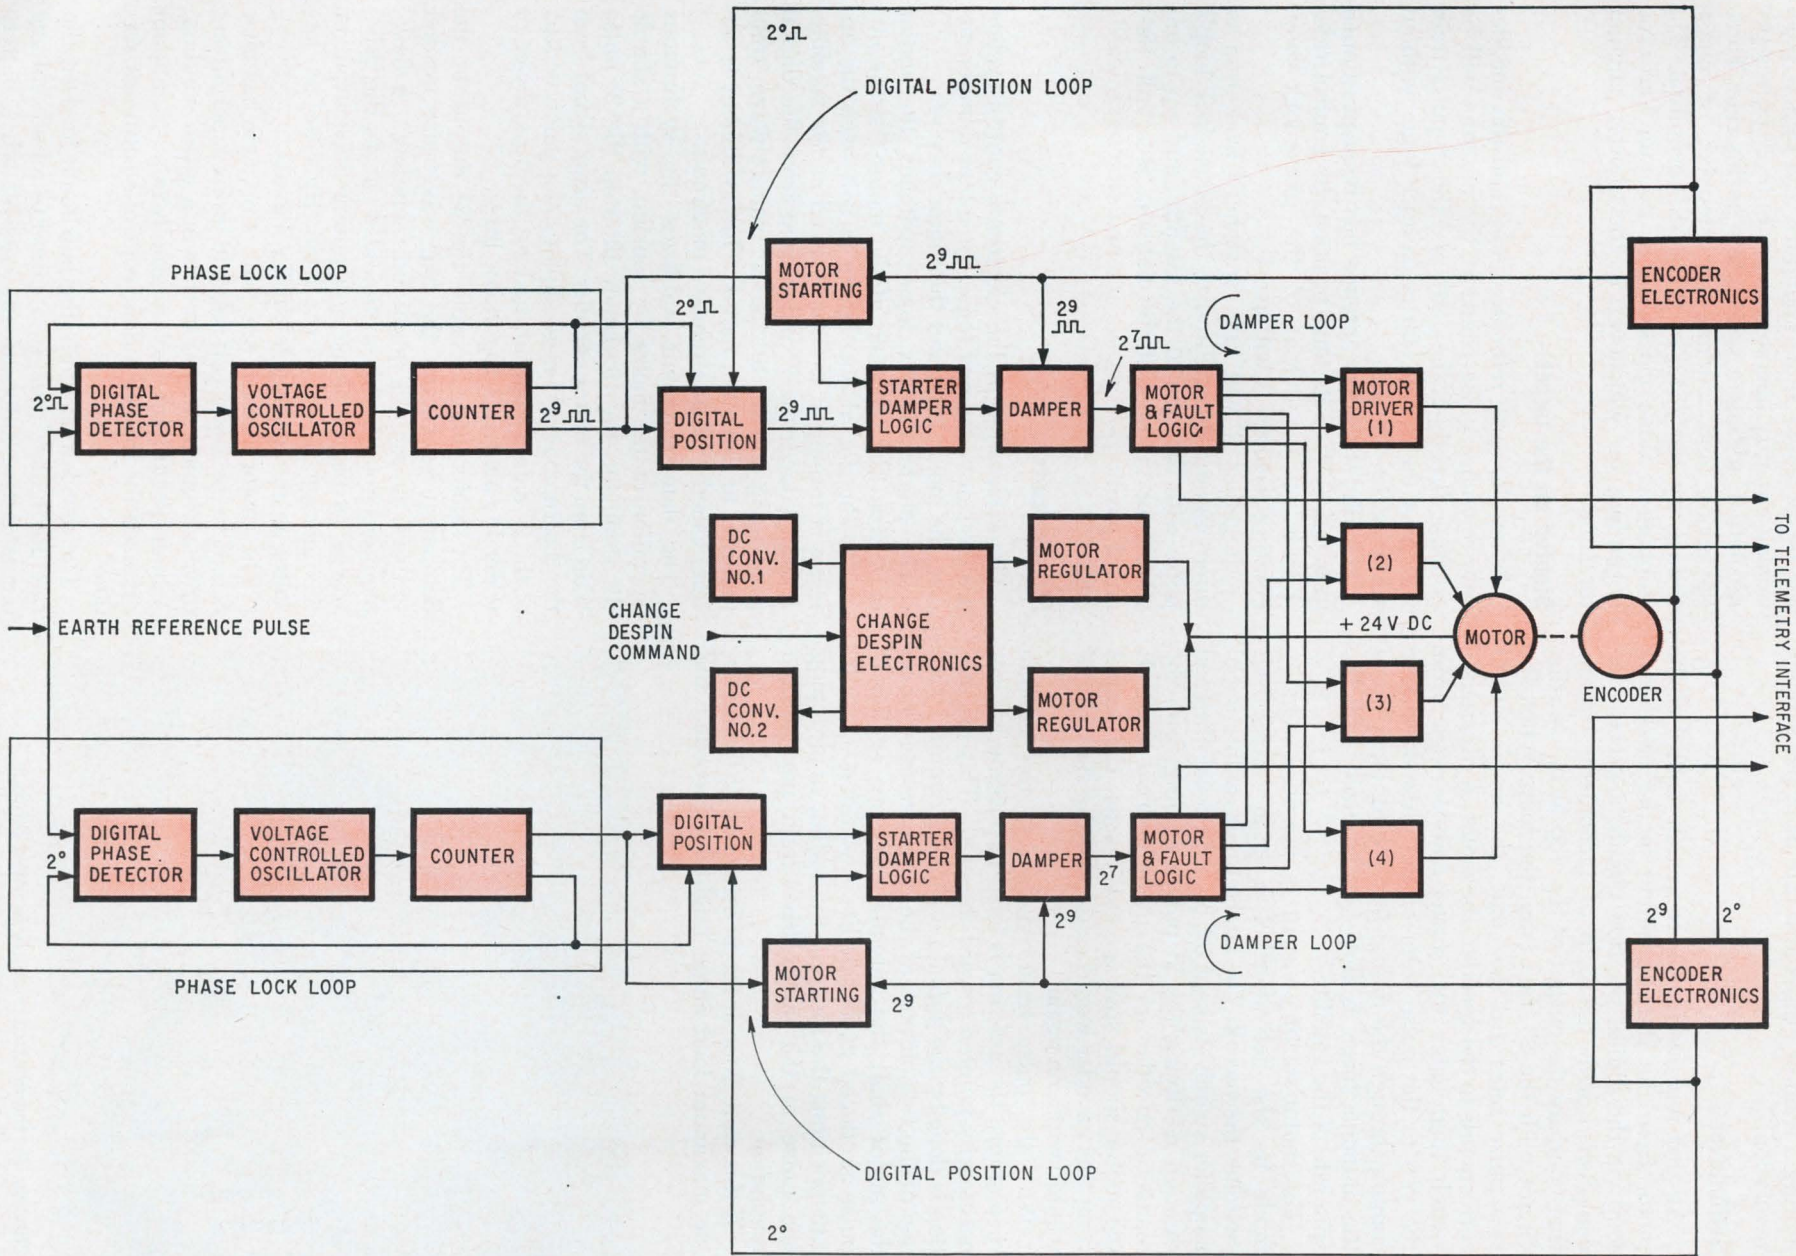 2° ⎍
DIGITAL POSITION LOOP
PHASE LOCK LOOP
MOTOR
STARTING
2⁹
ENCODER
ELECTRONICS
2°
2⁹
2⁷
DAMPER LOOP
2°
DIGITAL
PHASE
DETECTOR
VOLTAGE
CONTROLLED
OSCILLATOR
COUNTER
2⁹
DIGITAL
POSITION
2⁹
STARTER
DAMPER
LOGIC
DAMPER
MOTOR
& FAULT
LOGIC
MOTOR
DRIVER
(1)
DC
CONV.
NO.1
MOTOR
REGULATOR
(2)
TO TELEMETRY INTERFACE
EARTH REFERENCE PULSE
CHANGE
DESPIN
COMMAND
CHANGE
DESPIN
ELECTRONICS
+ 24 V DC
MOTOR
ENCODER
DC
CONV.
NO.2
MOTOR
REGULATOR
(3)
2°
DIGITAL
PHASE
DETECTOR
VOLTAGE
CONTROLLED
OSCILLATOR
COUNTER
DIGITAL
POSITION
STARTER
DAMPER
LOGIC
DAMPER
2⁷
MOTOR
& FAULT
LOGIC
(4)
2⁹
2⁹
2°
DAMPER LOOP
PHASE LOCK LOOP
MOTOR
STARTING
2⁹
ENCODER
ELECTRONICS
DIGITAL POSITION LOOP
2°